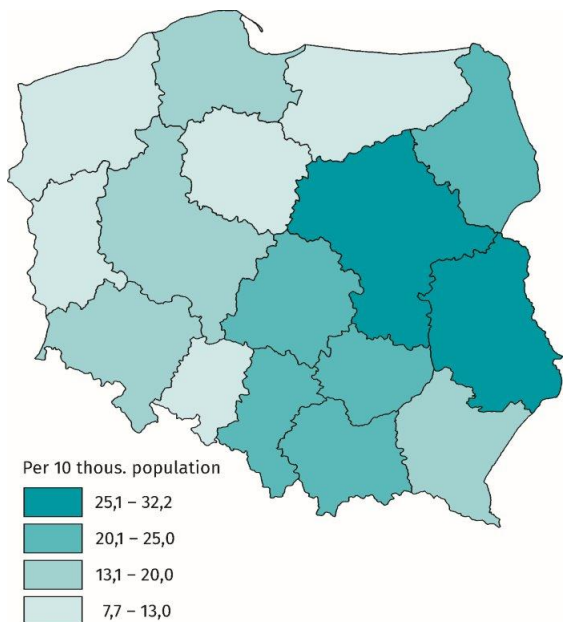 Per 10 thous. population
25,1 – 32,2
20,1 – 25,0
13,1 – 20,0
7,7 – 13,0